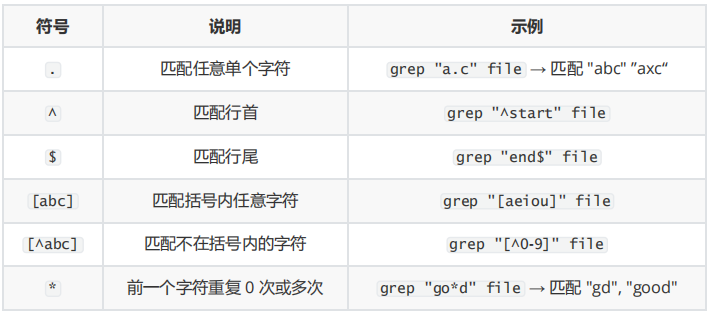 符号 说明 示例
. 匹配任意单个字符 grep "a.c" file → 匹配 "abc" ”axc“
^ 匹配行首 grep "^start" file
$ 匹配行尾 grep "end$" file
[abc] 匹配括号内任意字符 grep "[aeiou]" file
[^abc] 匹配不在括号内的字符 grep "[^0-9]" file
* 前一个字符重复 0 次或多次 grep "go*d" file → 匹配 "gd", "good"